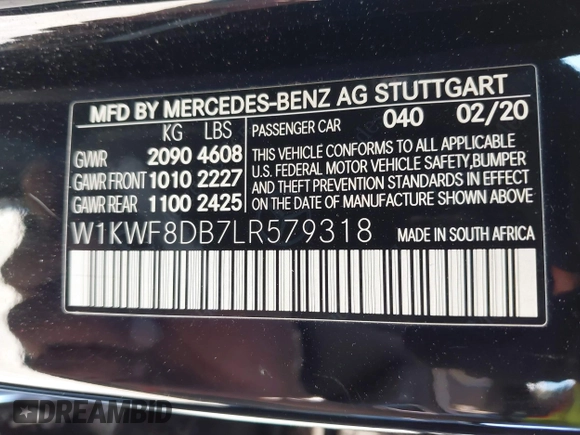 MFD BY MERCEDES-BENZ AG STUTTGART
KG LBS
GVWR 2090 4608
GAWR FRONT 1010 2227
GAWR REAR 1100 2425
PASSENGER CAR 040 02/20
THIS VEHICLE CONFORMS TO ALL APPLICABLE
U.S. FEDERAL MOTOR VEHICLE SAFETY,BUMPER
AND THEFT PREVENTION STANDARDS IN EFFECT
ON DATE OF MANUFACTURE SHOWN ABOVE.
W1KWF8DB7LR579318 MADE IN SOUTH AFRICA
DREAMBID